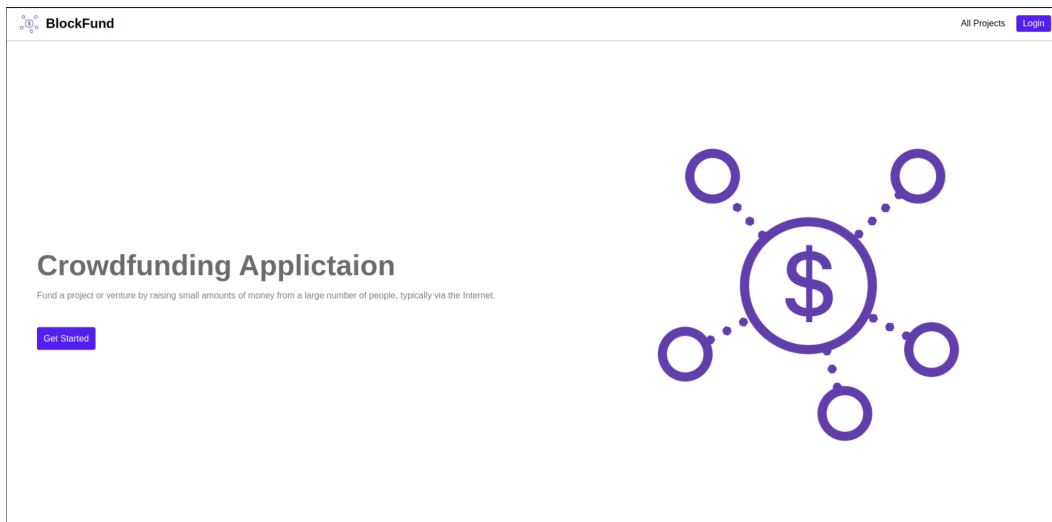 $
BlockFund
All Projects
Login
Crowdfunding Applictaion
Fund a project or venture by raising small amounts of money from a large number of people, typically via the Internet.
Get Started
$